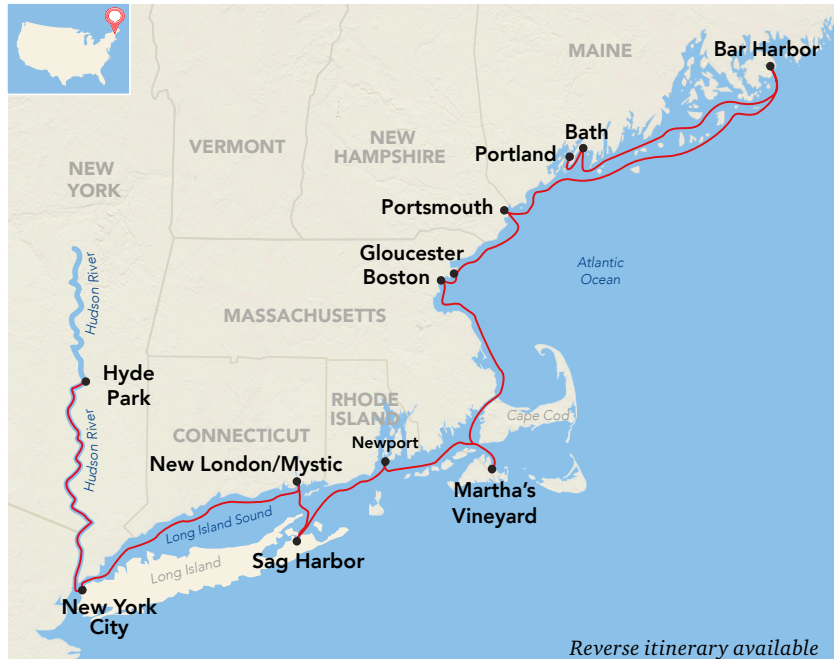 MAINE
Bar Harbor
VERMONT
NEW
HAMPSHIRE
Bath
Portland
NEW
YORK
Portsmouth
Gloucester
Boston
Atlantic
Ocean
Hudson River
MASSACHUSETTS
Hyde
Park
RHODE
ISLAND
Cape Cod
Hudson River
CONNECTICUT
Newport
New London/Mystic
Martha's
Vineyard
Long Island Sound
Sag Harbor
Long Island
New York
City
Reverse itinerary available